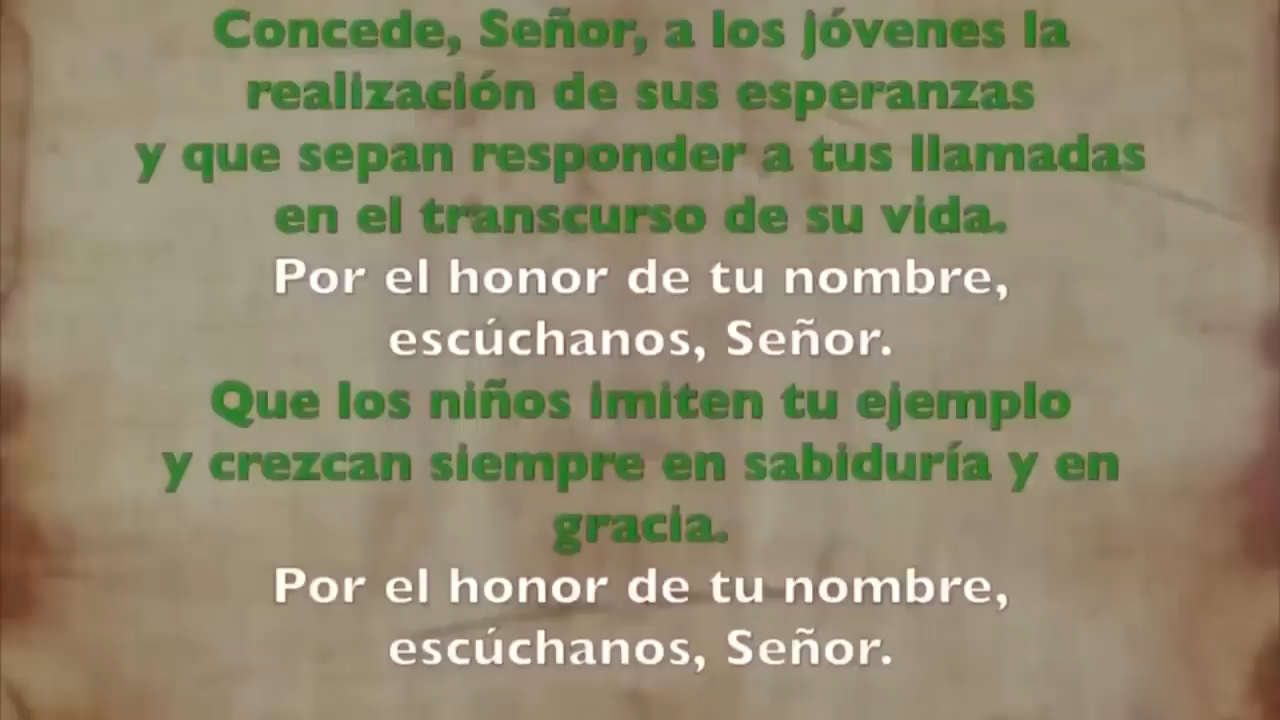 Concede, Señor, a los jóvenes la
realización de sus esperanzas
y que sepan responder a tus llamadas
en el transcurso de su vida.
Por el honor de tu nombre,
escúchanos, Señor.
Que los niños imiten tu ejemplo
y crezcan siempre en sabiduría y en
gracia.
Por el honor de tu nombre,
escúchanos, Señor.